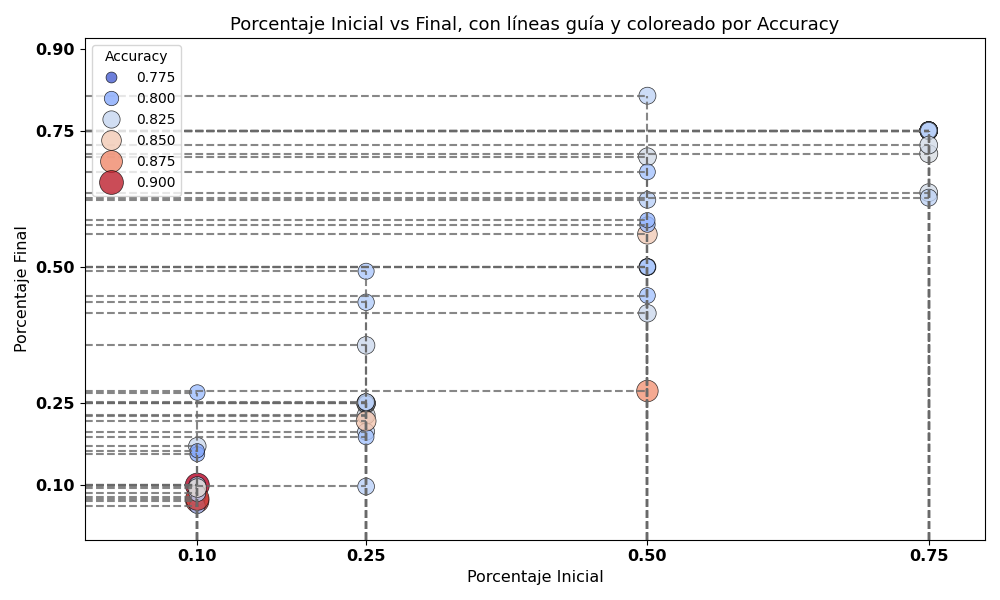 Porcentaje Inicial vs Final, con líneas guía y coloreado por Accuracy
Porcentaje Final
0.90
0.75
0.50
0.25
0.10
Accuracy
0.775
0.800
0.825
0.850
0.875
0.900
0.10 0.25 0.50 0.75
Porcentaje Inicial